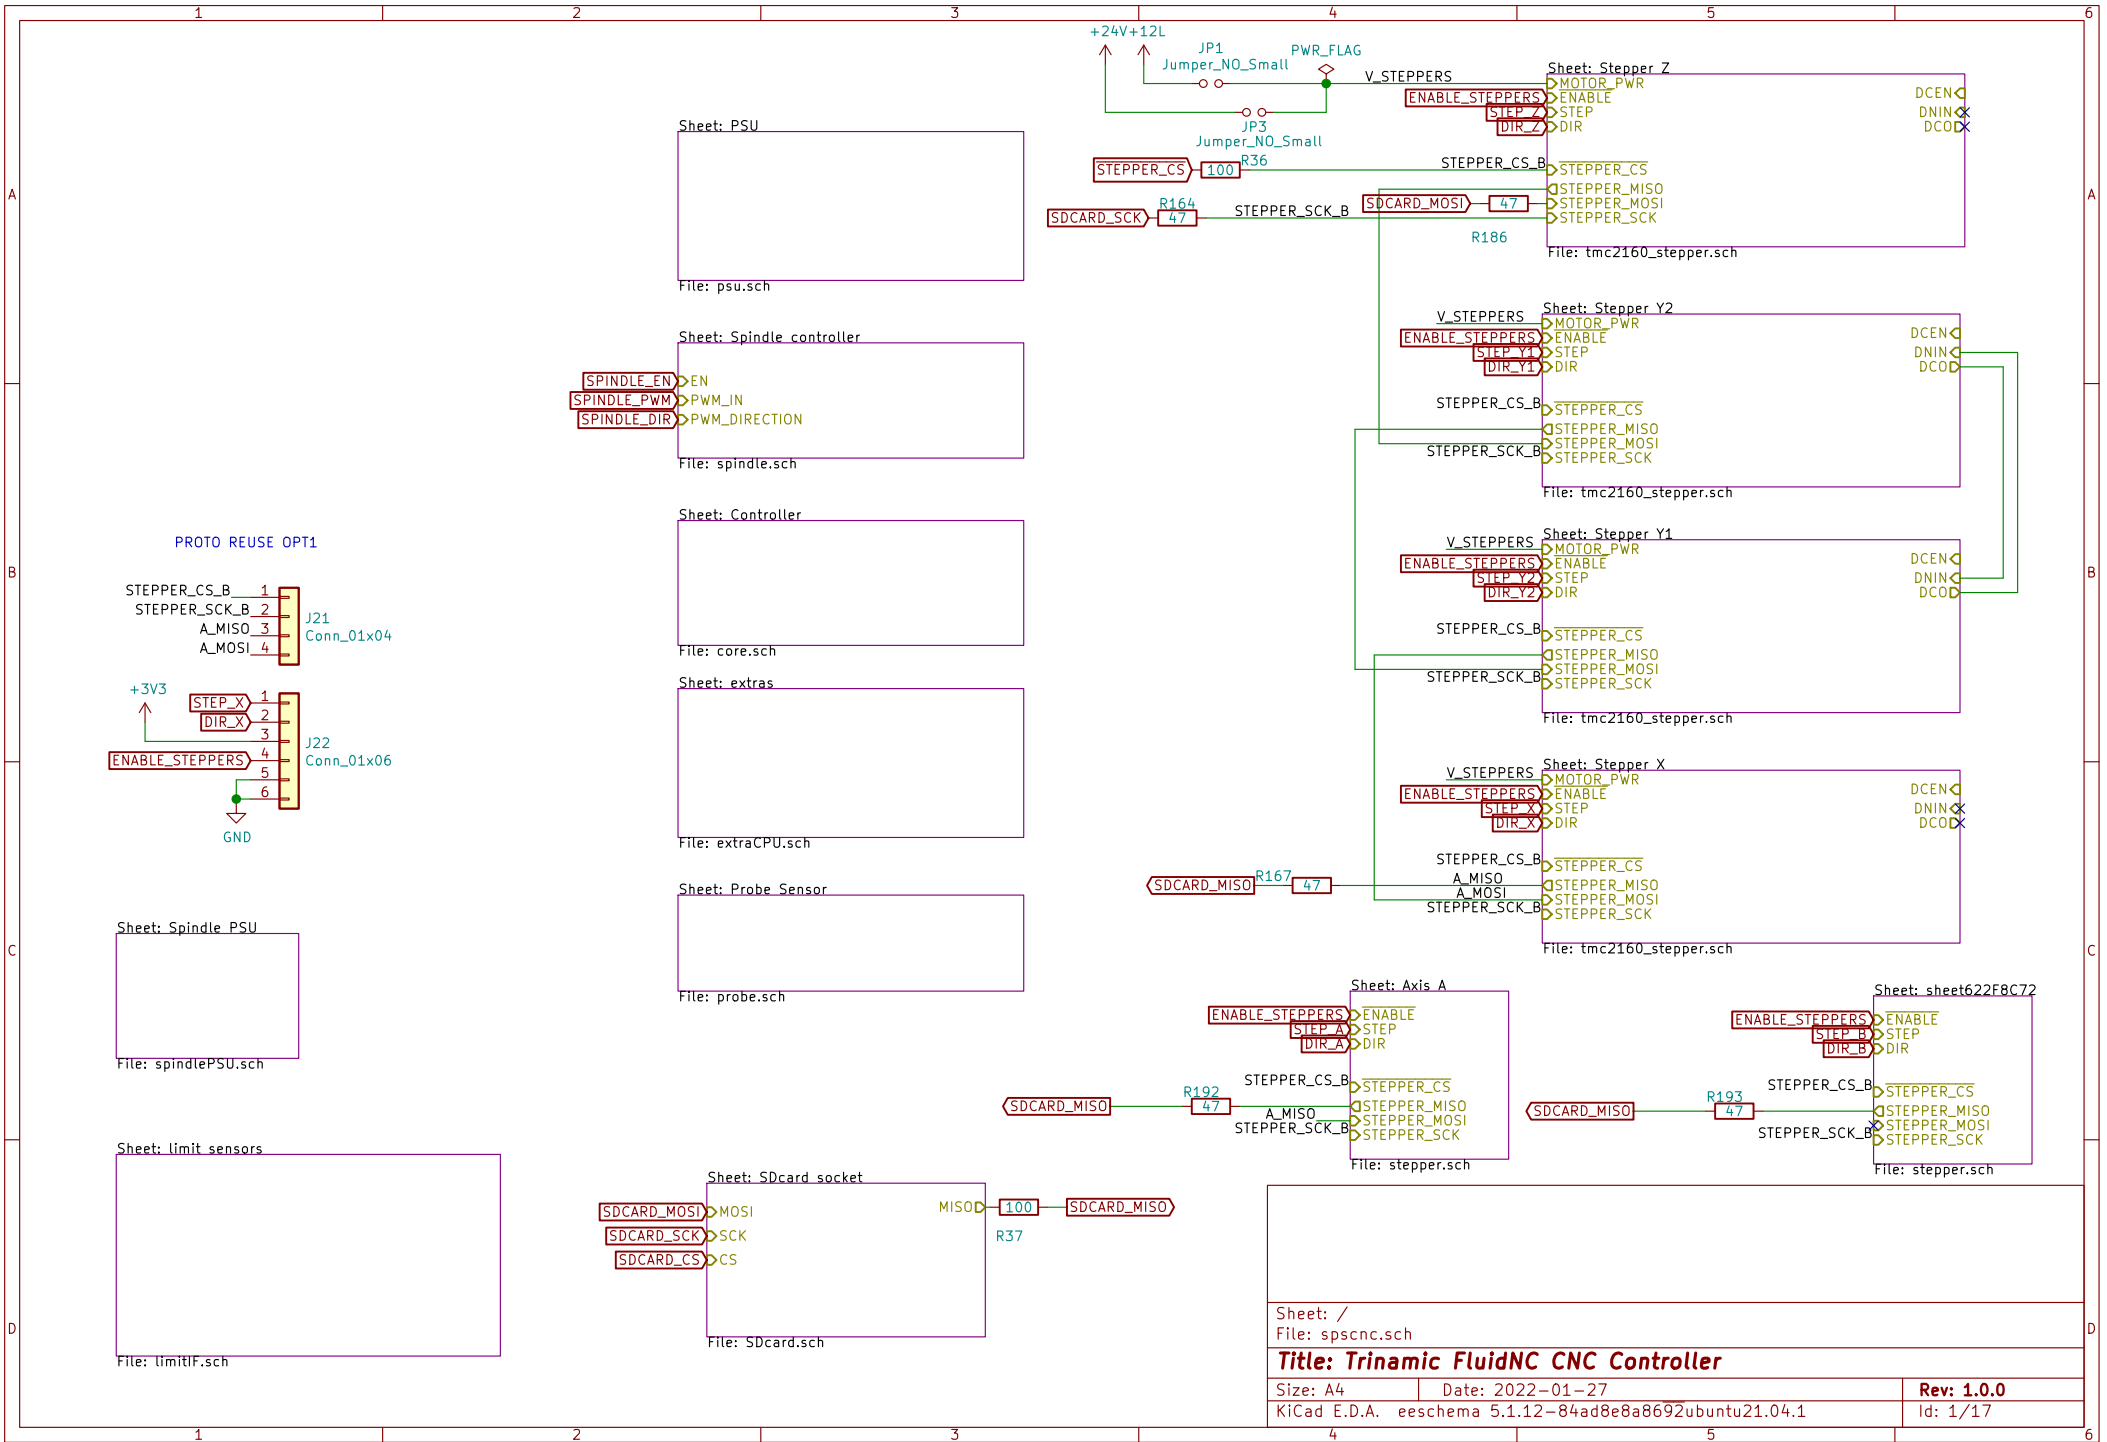 1 2 3 4 5 6
+24V +12L
JP1
Jumper_NO_Small
PWR_FLAG
V_STEPPERS
JP3
Jumper_NO_Small
Sheet: Stepper Z
ENABLE_STEPPERS
STEP_Z
DIR_Z
MOTOR_PWR
ENABLE
STEP
DIR
DCEN
DNIN
DCO
STEPPER_CS
100
R36
STEPPER_CS_B
STEPPER_CS
STEPPER_MISO
STEPPER_MOSI
STEPPER_SCK
SDCARD_MOSI
47
R186
SDCARD_SCK
R164
47
STEPPER_SCK_B
File: tmc2160_stepper.sch
A
A
Sheet: PSU
File: psu.sch
Sheet: Spindle controller
SPINDLE_EN
SPINDLE_PWM
SPINDLE_DIR
EN
PWM_IN
PWM_DIRECTION
File: spindle.sch
Sheet: Stepper Y2
V_STEPPERS
ENABLE_STEPPERS
STEP_Y1
DIR_Y1
MOTOR_PWR
ENABLE
STEP
DIR
DCEN
DNIN
DCO
STEPPER_CS_B
STEPPER_SCK_B
STEPPER_CS
STEPPER_MISO
STEPPER_MOSI
STEPPER_SCK
File: tmc2160_stepper.sch
Sheet: Controller
File: core.sch
Sheet: Stepper Y1
V_STEPPERS
ENABLE_STEPPERS
STEP_Y2
DIR_Y2
MOTOR_PWR
ENABLE
STEP
DIR
DCEN
DNIN
DCO
STEPPER_CS_B
STEPPER_SCK_B
STEPPER_CS
STEPPER_MISO
STEPPER_MOSI
STEPPER_SCK
File: tmc2160_stepper.sch
B
B
PROTO REUSE OPT1
STEPPER_CS_B 1
STEPPER_SCK_B 2
A_MISO 3
A_MOSI 4
J21
Conn_01x04
+3V3
STEP_X 1
DIR_X 2
3
ENABLE_STEPPERS 4
5
6
J22
Conn_01x06
GND
Sheet: extras
File: extraCPU.sch
Sheet: Stepper X
V_STEPPERS
ENABLE_STEPPERS
STEP_X
DIR_X
MOTOR_PWR
ENABLE
STEP
DIR
DCEN
DNIN
DCO
STEPPER_CS_B
SDCARD_MISO
R167
47
A_MISO
A_MOSI
STEPPER_SCK_B
STEPPER_CS
STEPPER_MISO
STEPPER_MOSI
STEPPER_SCK
File: tmc2160_stepper.sch
Sheet: Probe Sensor
File: probe.sch
Sheet: Spindle PSU
File: spindlePSU.sch
C
C
Sheet: Axis A
ENABLE_STEPPERS
STEP_A
DIR_A
ENABLE
STEP
DIR
STEPPER_CS_B
SDCARD_MISO
R192
47
A_MISO
STEPPER_SCK_B
STEPPER_CS
STEPPER_MISO
STEPPER_MOSI
STEPPER_SCK
File: stepper.sch
Sheet: sheet622F8C72
ENABLE_STEPPERS
STEP_B
DIR_B
ENABLE
STEP
DIR
STEPPER_CS_B
SDCARD_MISO
R193
47
STEPPER_SCK_B
STEPPER_CS
STEPPER_MISO
STEPPER_MOSI
STEPPER_SCK
File: stepper.sch
Sheet: limit sensors
File: limitIF.sch
Sheet: SDcard socket
SDCARD_MOSI
SDCARD_SCK
SDCARD_CS
MOSI
SCK
CS
MISO
100
R37
SDCARD_MISO
File: SDcard.sch
D
D
Sheet: /
File: spscnc.sch
Title: Trinamic FluidNC CNC Controller
Size: A4
Date: 2022-01-27
Rev: 1.0.0
KiCad E.D.A. eeschema 5.1.12-84ad8e8a8692ubuntu21.04.1
Id: 1/17
1 2 3 4 5 6